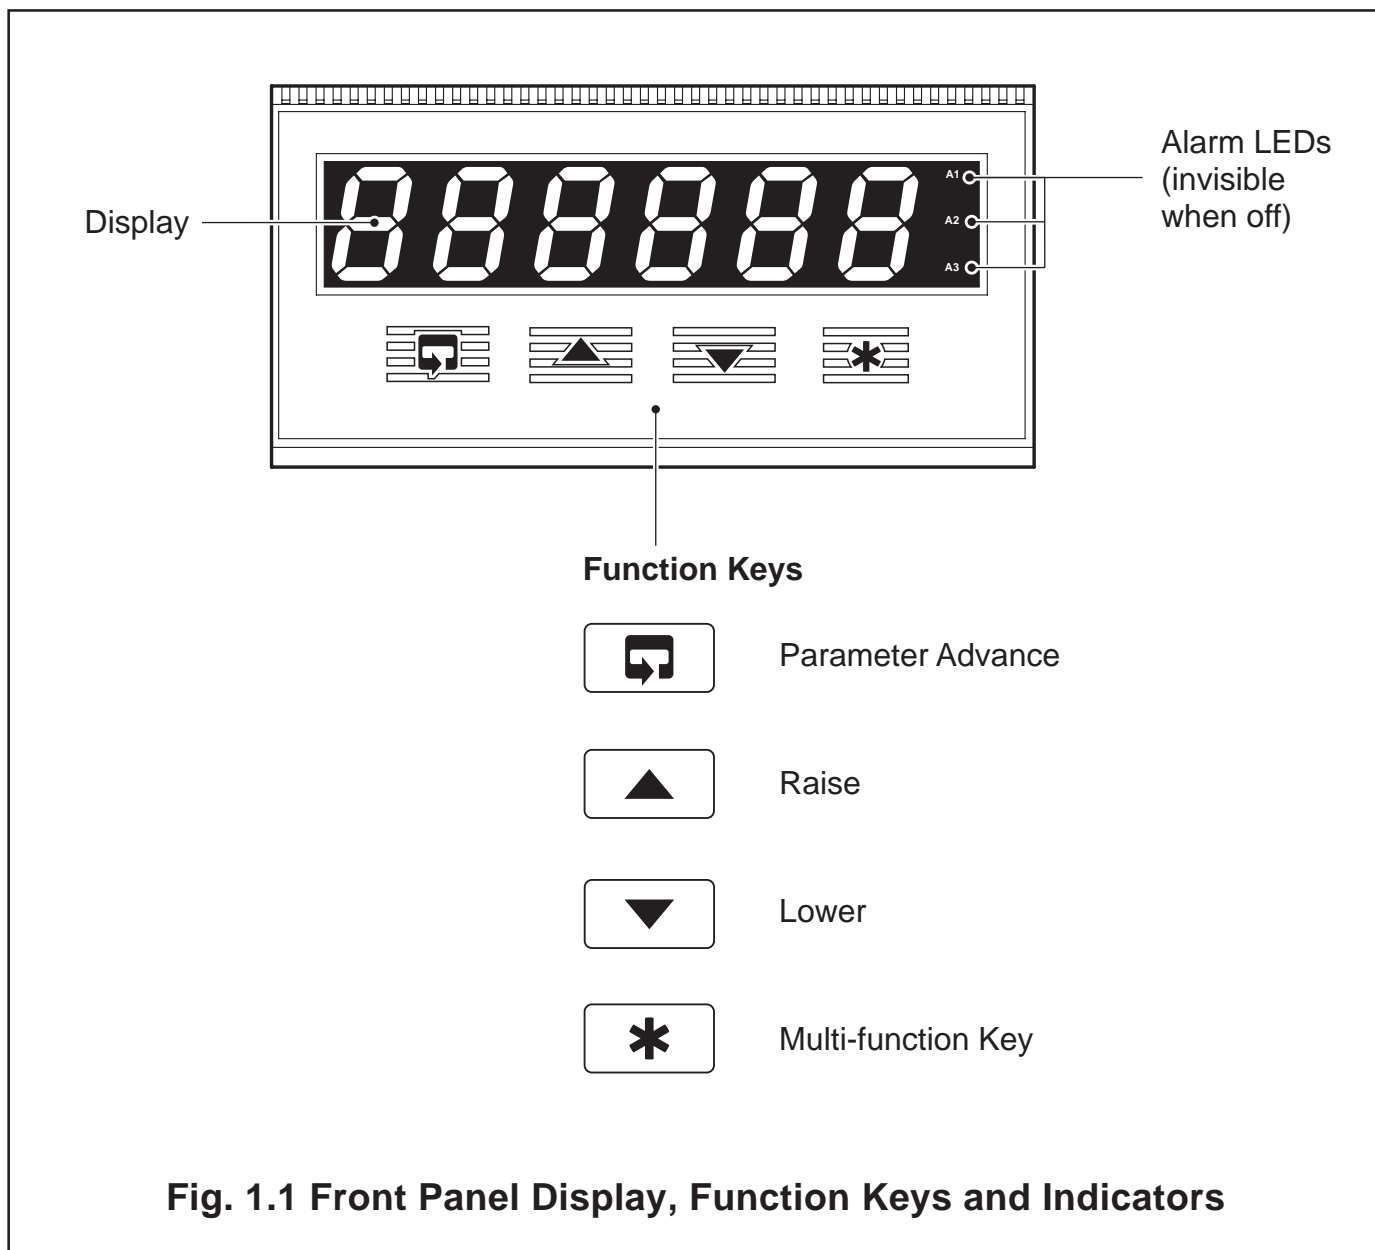 Display
A1
A2
A3
Alarm LEDs
(invisible
when off)
Function Keys
Parameter Advance
Raise
Lower
Multi-function Key
Fig. 1.1 Front Panel Display, Function Keys and Indicators